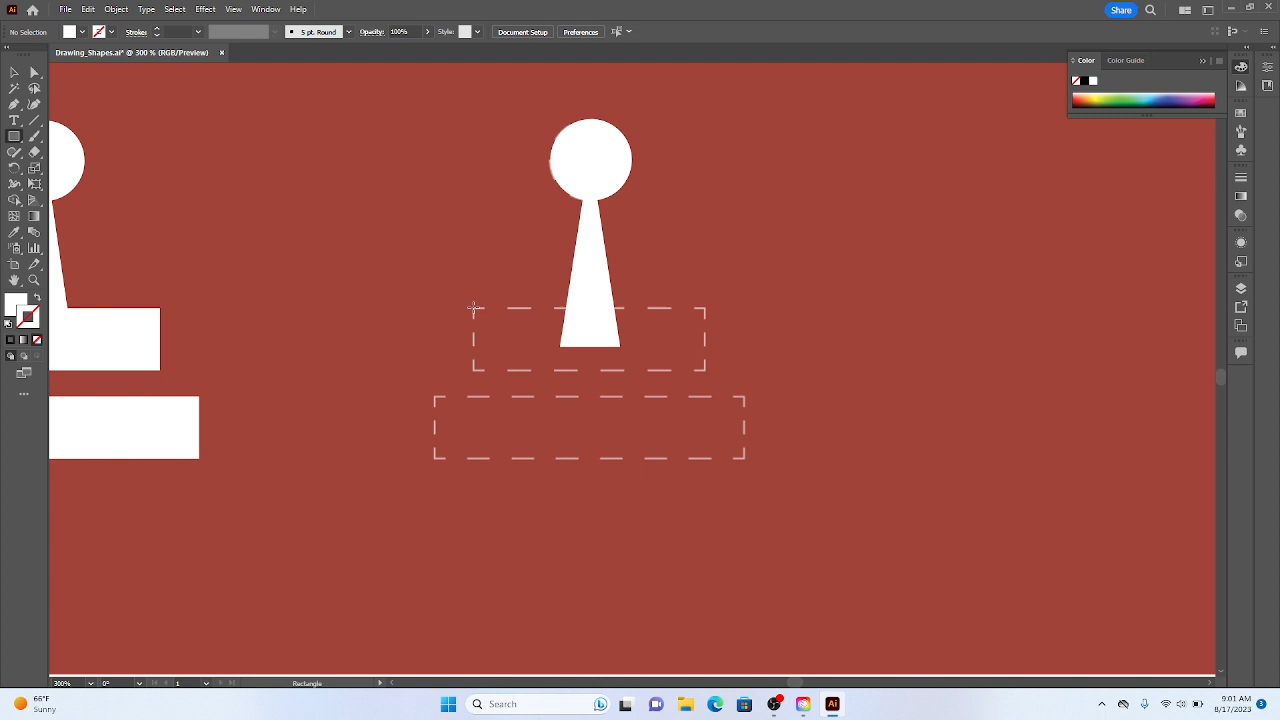 Ai File Edit Object Type Select Effect View Window Help Share
No Selection Stroke: 5 pt. Round Opacity: 100% Style: Document Setup Preferences
Drawing_Shapes.ai* @ 300 % (RGB/Preview) ×
Color Color Guide
T
300% 0° 1 Rectangle
66°F
Sunny
Search
Ai
9:01 AM
8/17/2023